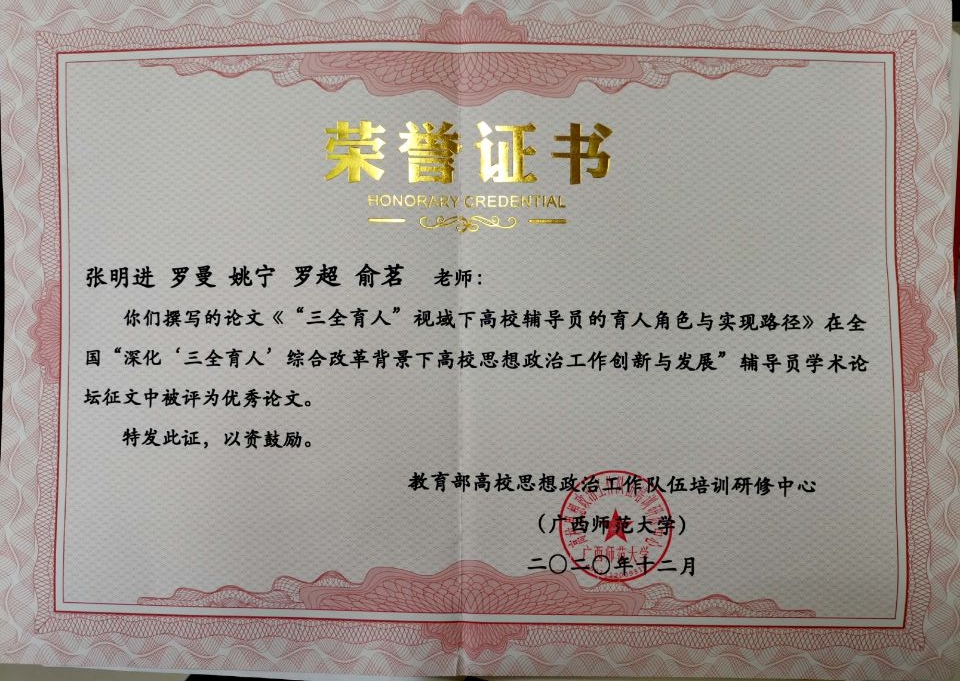 荣誉证书
HONORARY CREDENTIAL
张明进 罗曼 姚宁 罗超 俞茗 老师：
你们撰写的论文《“三全育人”视域下高校辅导员的育人角色与实现路径》在全
国“深化‘三全育人’综合改革背景下高校思想政治工作创新与发展”辅导员学术论
坛征文中被评为优秀论文。
特发此证，以资鼓励。
教育部高校思想政治工作队伍培训研修中心
（广西师范大学）
二〇二〇年十二月
广西师范大学